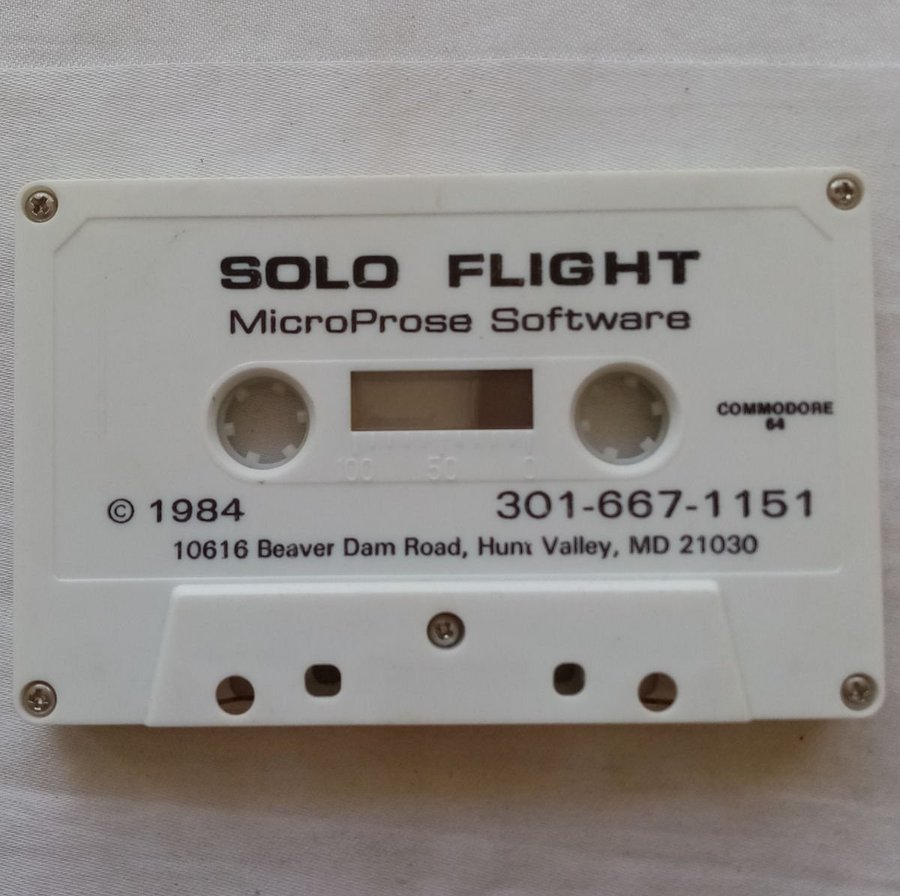 SOLO FLIGHT
MicroProse Software
COMMODORE
64
100 50 0
© 1984 301-667-1151
10616 Beaver Dam Road, Hunt Valley, MD 21030